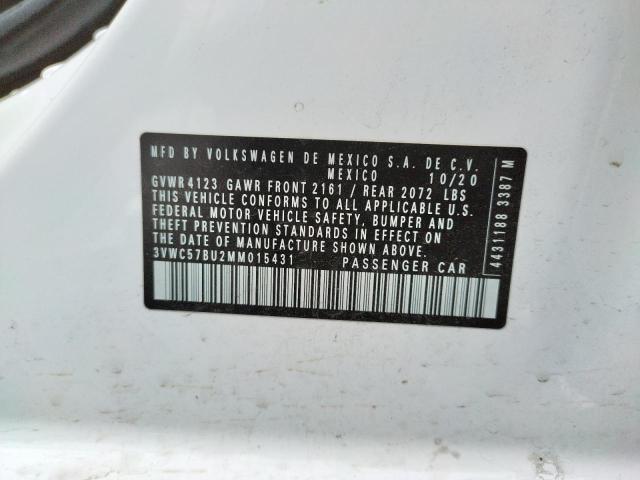 MFD BY VOLKSWAGEN DE MEXICO S.A. DE C.V.
MEXICO 10/20
GVWR 4123 GAWR FRONT 2161 / REAR 2072 LBS
THIS VEHICLE CONFORMS TO ALL APPLICABLE U.S.
FEDERAL MOTOR VEHICLE SAFETY, BUMPER AND
THEFT PREVENTION STANDARDS IN EFFECT ON
THE DATE OF MANUFACTURE SHOWN ABOVE.
3VWC57BU2MM015431 PASSENGER CAR
4431188 3387 M